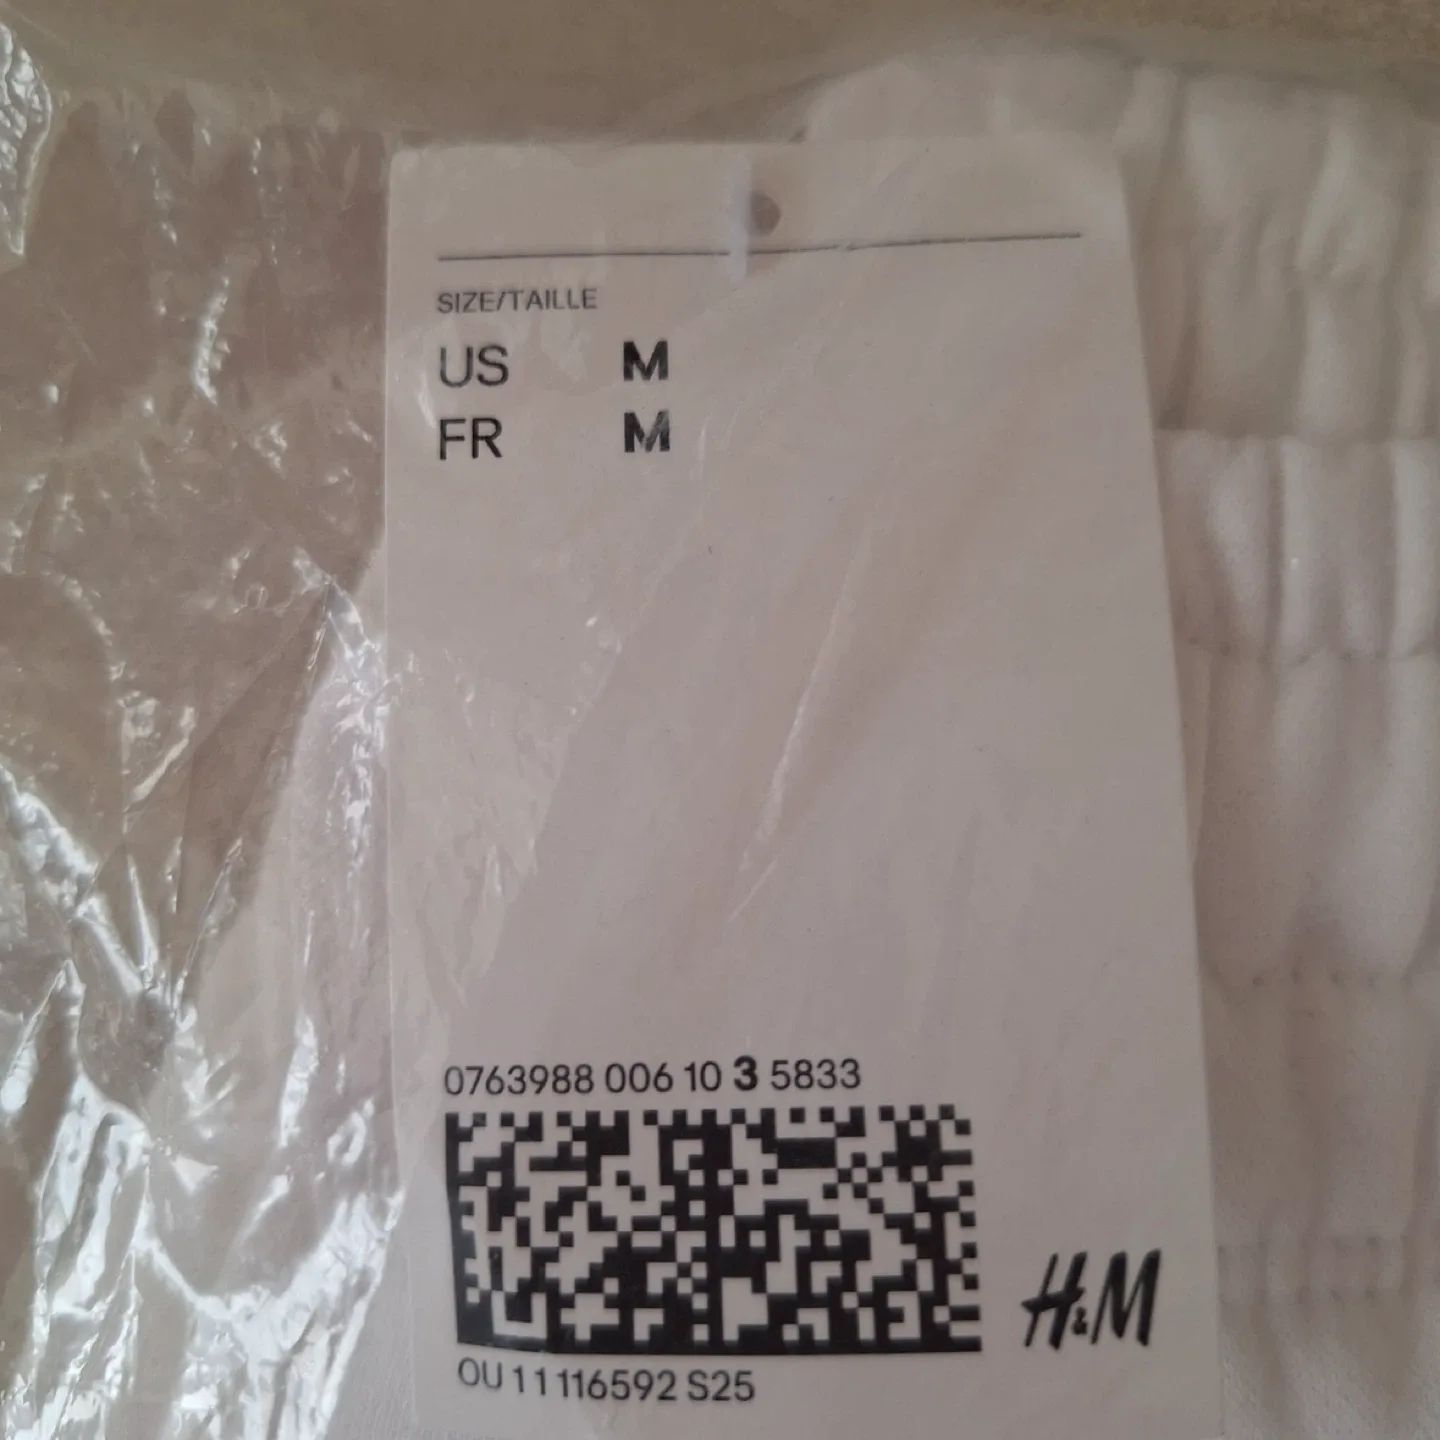 SIZE/TAILLE
US M
FR M
0763988 006 10 3 5833
H&M
OU 11 116592 S25